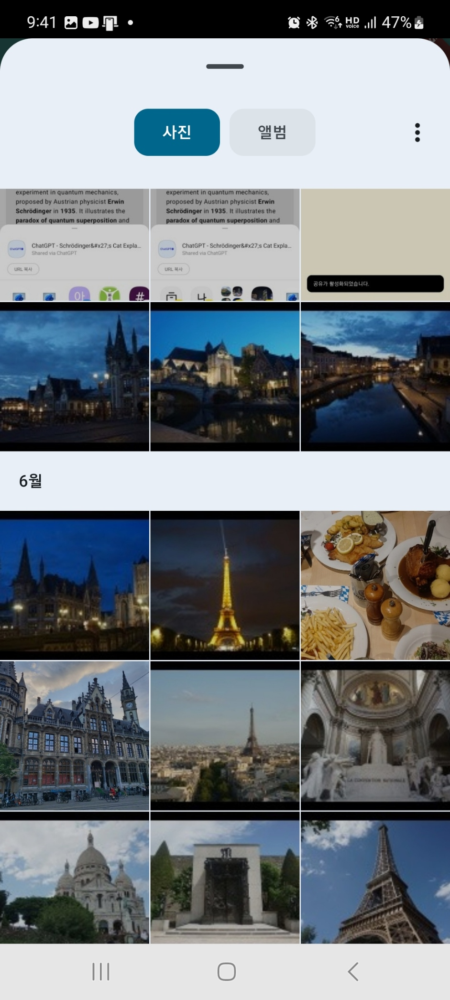 9:41
HD
voice
6
47%
사진
앨범
experiment in quantum mechanics,
proposed by Austrian physicist Erwin
Schrödinger in 1935. It illustrates the
paradox of quantum superposition and
ChatGPT - Schrödinger&#x27;s Cat Expla...
Shared via ChatGPT
URL 복사
아
#
experiment in quantum mechanics,
proposed by Austrian physicist Erwin
Schrödinger in 1935. It illustrates the
paradox of quantum superposition and
ChatGPT - Schrödinger&#x27;s Cat Expla...
Shared via ChatGPT
URL 복사
나
공유가 활성화되었습니다.
6월
LA CONVENTION NATIONALE